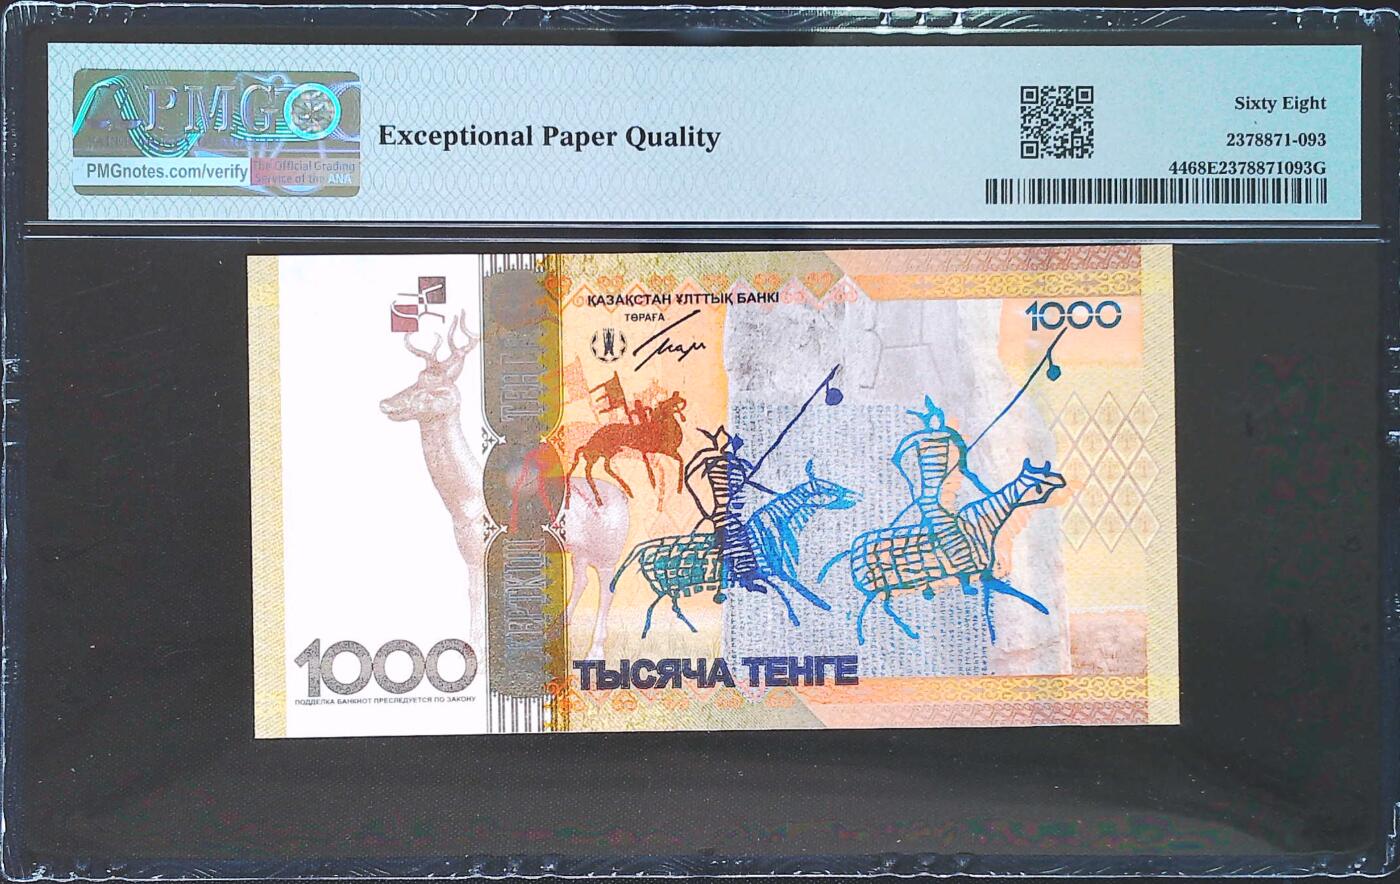 PMG
PMGnotes.com/verify
The Official Grading
Service of the ANA
Exceptional Paper Quality
Sixty Eight
2378871-093
4468E2378871093G
ҚАЗАҚСТАН ҰЛТТЫҚ БАНКІ
ТӨРАҒА
1000
ТЕНГЕ
1000
ПОДДЕЛКА БАНКНОТ ПРЕСЛЕДУЕТСЯ ПО ЗАКОНУ
ТЫСЯЧА ТЕНГЕ